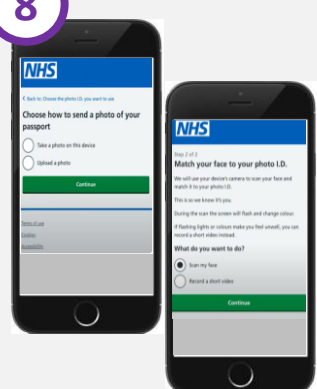 8
NHS
< Back to: Choose the photo I.D. you want to use
Choose how to send a photo of your
passport
Take a photo on this device
Upload a photo
Continue
Terms of use
Cookies
Accessibility
NHS
Step 2 of 2
Match your face to your photo I.D.
We will use your device's camera to scan your face and
match it to your photo I.D.
This is so we know it's you.
During the scan the screen will flash and change colour.
If flashing lights or colours make you feel unwell, you can
record a short video instead.
What do you want to do?
Scan my face
Record a short video
Continue